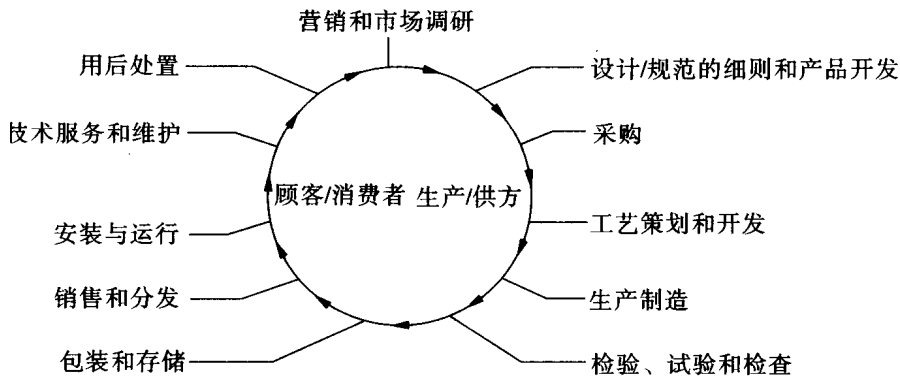 营销和市场调研
设计/规范的细则和产品开发
采购
工艺策划和开发
生产制造
检验、试验和检查
包装和存储
销售和分发
安装与运行
技术服务和维护
用后处置
顾客/消费者 生产/供方